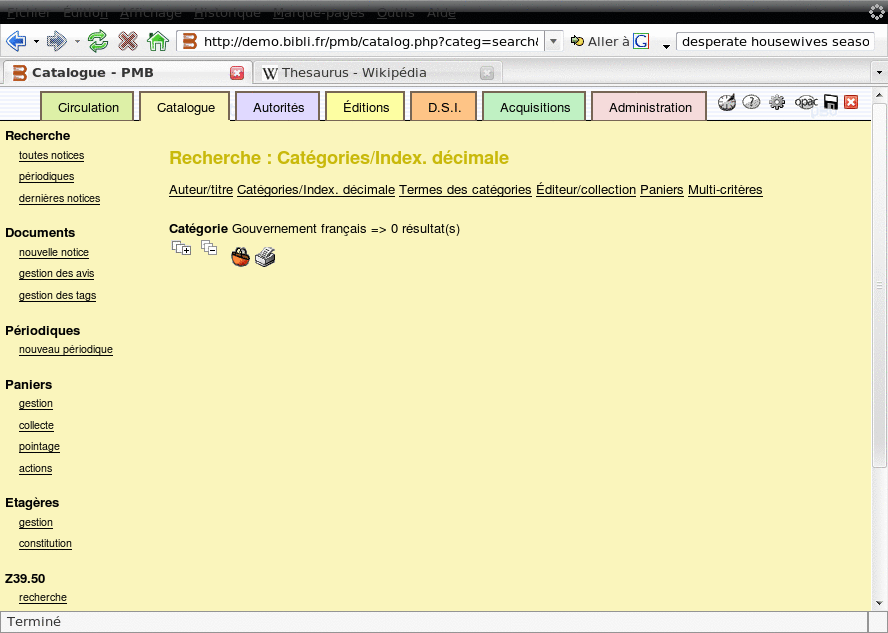 Fichier Édition Affichage Historique Marque-pages Outils Aide
http://demo.bibli.fr/pmb/catalog.php?categ=search& Aller à G desperate housewives seaso
Catalogue - PMB W Thesaurus - Wikipédia
Circulation Catalogue Autorités Éditions D.S.I. Acquisitions Administration opac
Recherche
toutes notices
périodiques
dernières notices
Documents
nouvelle notice
gestion des avis
gestion des tags
Périodiques
nouveau périodique
Paniers
gestion
collecte
pointage
actions
Etagères
gestion
constitution
Z39.50
recherche
Recherche : Catégories/Index. décimale
Auteur/titre Catégories/Index. décimale Termes des catégories Éditeur/collection Paniers Multi-critères
Catégorie Gouvernement français => 0 résultat(s)
Terminé